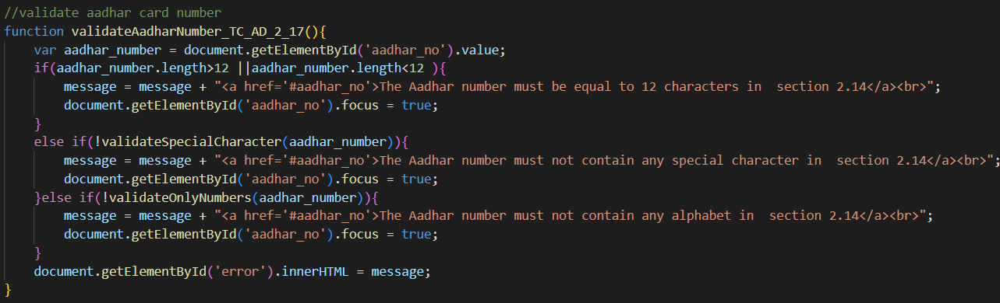 //validate aadhar card number
function validateAadharNumber_TC_AD_2_17(){
    var aadhar_number = document.getElementById('aadhar_no').value;
    if(aadhar_number.length>12 ||aadhar_number.length<12 ){
        message = message + "<a href='#aadhar_no'>The Aadhar number must be equal to 12 characters in  section 2.14</a><br>";
        document.getElementById('aadhar_no').focus = true;
    }
    else if(!validateSpecialCharacter(aadhar_number)){
        message = message + "<a href='#aadhar_no'>The Aadhar number must not contain any special character in  section 2.14</a><br>";
        document.getElementById('aadhar_no').focus = true;
    }else if(!validateOnlyNumbers(aadhar_number)){
        message = message + "<a href='#aadhar_no'>The Aadhar number must not contain any alphabet in  section 2.14</a><br>";
        document.getElementById('aadhar_no').focus = true;
    }
    document.getElementById('error').innerHTML = message;
}